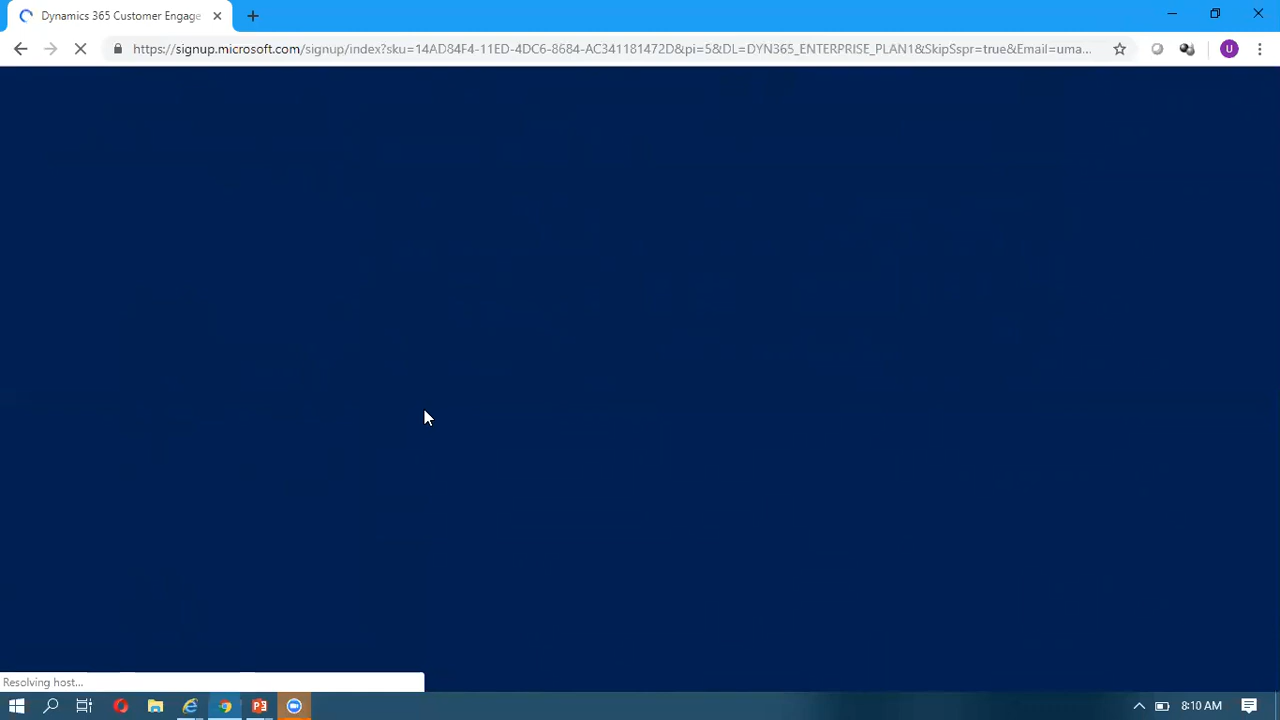 Dynamics 365 Customer Engage
https://signup.microsoft.com/signup/index?sku=14AD84F4-11ED-4DC6-8684-AC341181472D&pi=5&DL=DYN365_ENTERPRISE_PLAN1&SkipSspr=true&Email=uma...
U
Resolving host...
8:10 AM